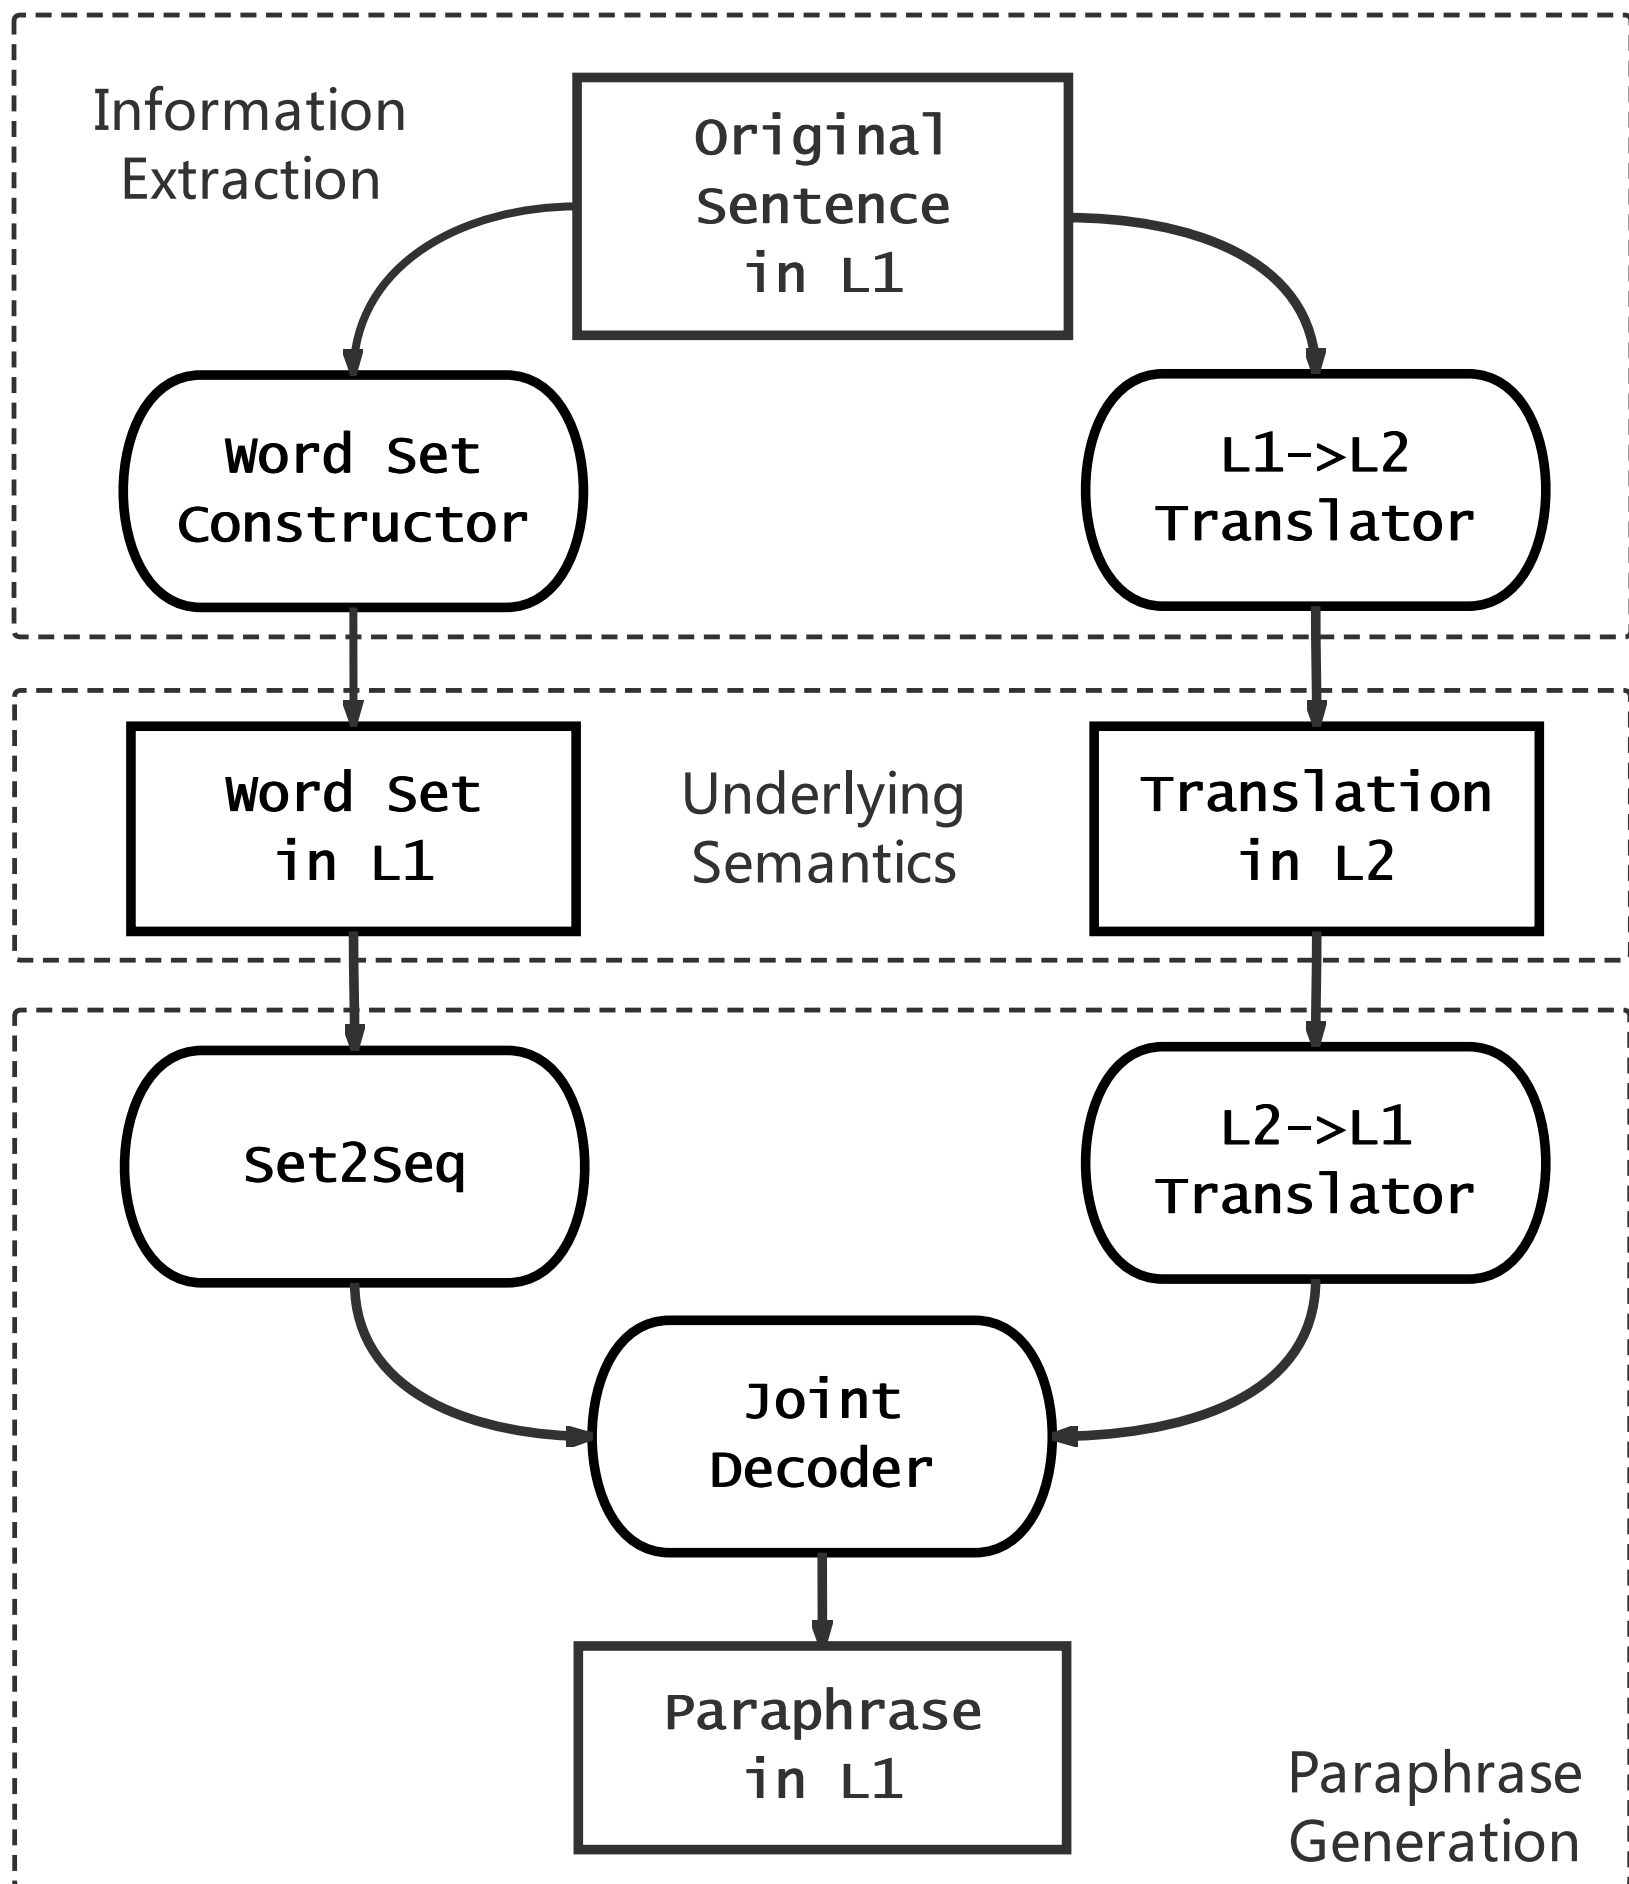 Information
Extraction
Original
Sentence
in L1
Word Set
Constructor
L1->L2
Translator
Word Set
in L1
Underlying
Semantics
Translation
in L2
Set2Seq
L2->L1
Translator
Joint
Decoder
Paraphrase
in L1
Paraphrase
Generation